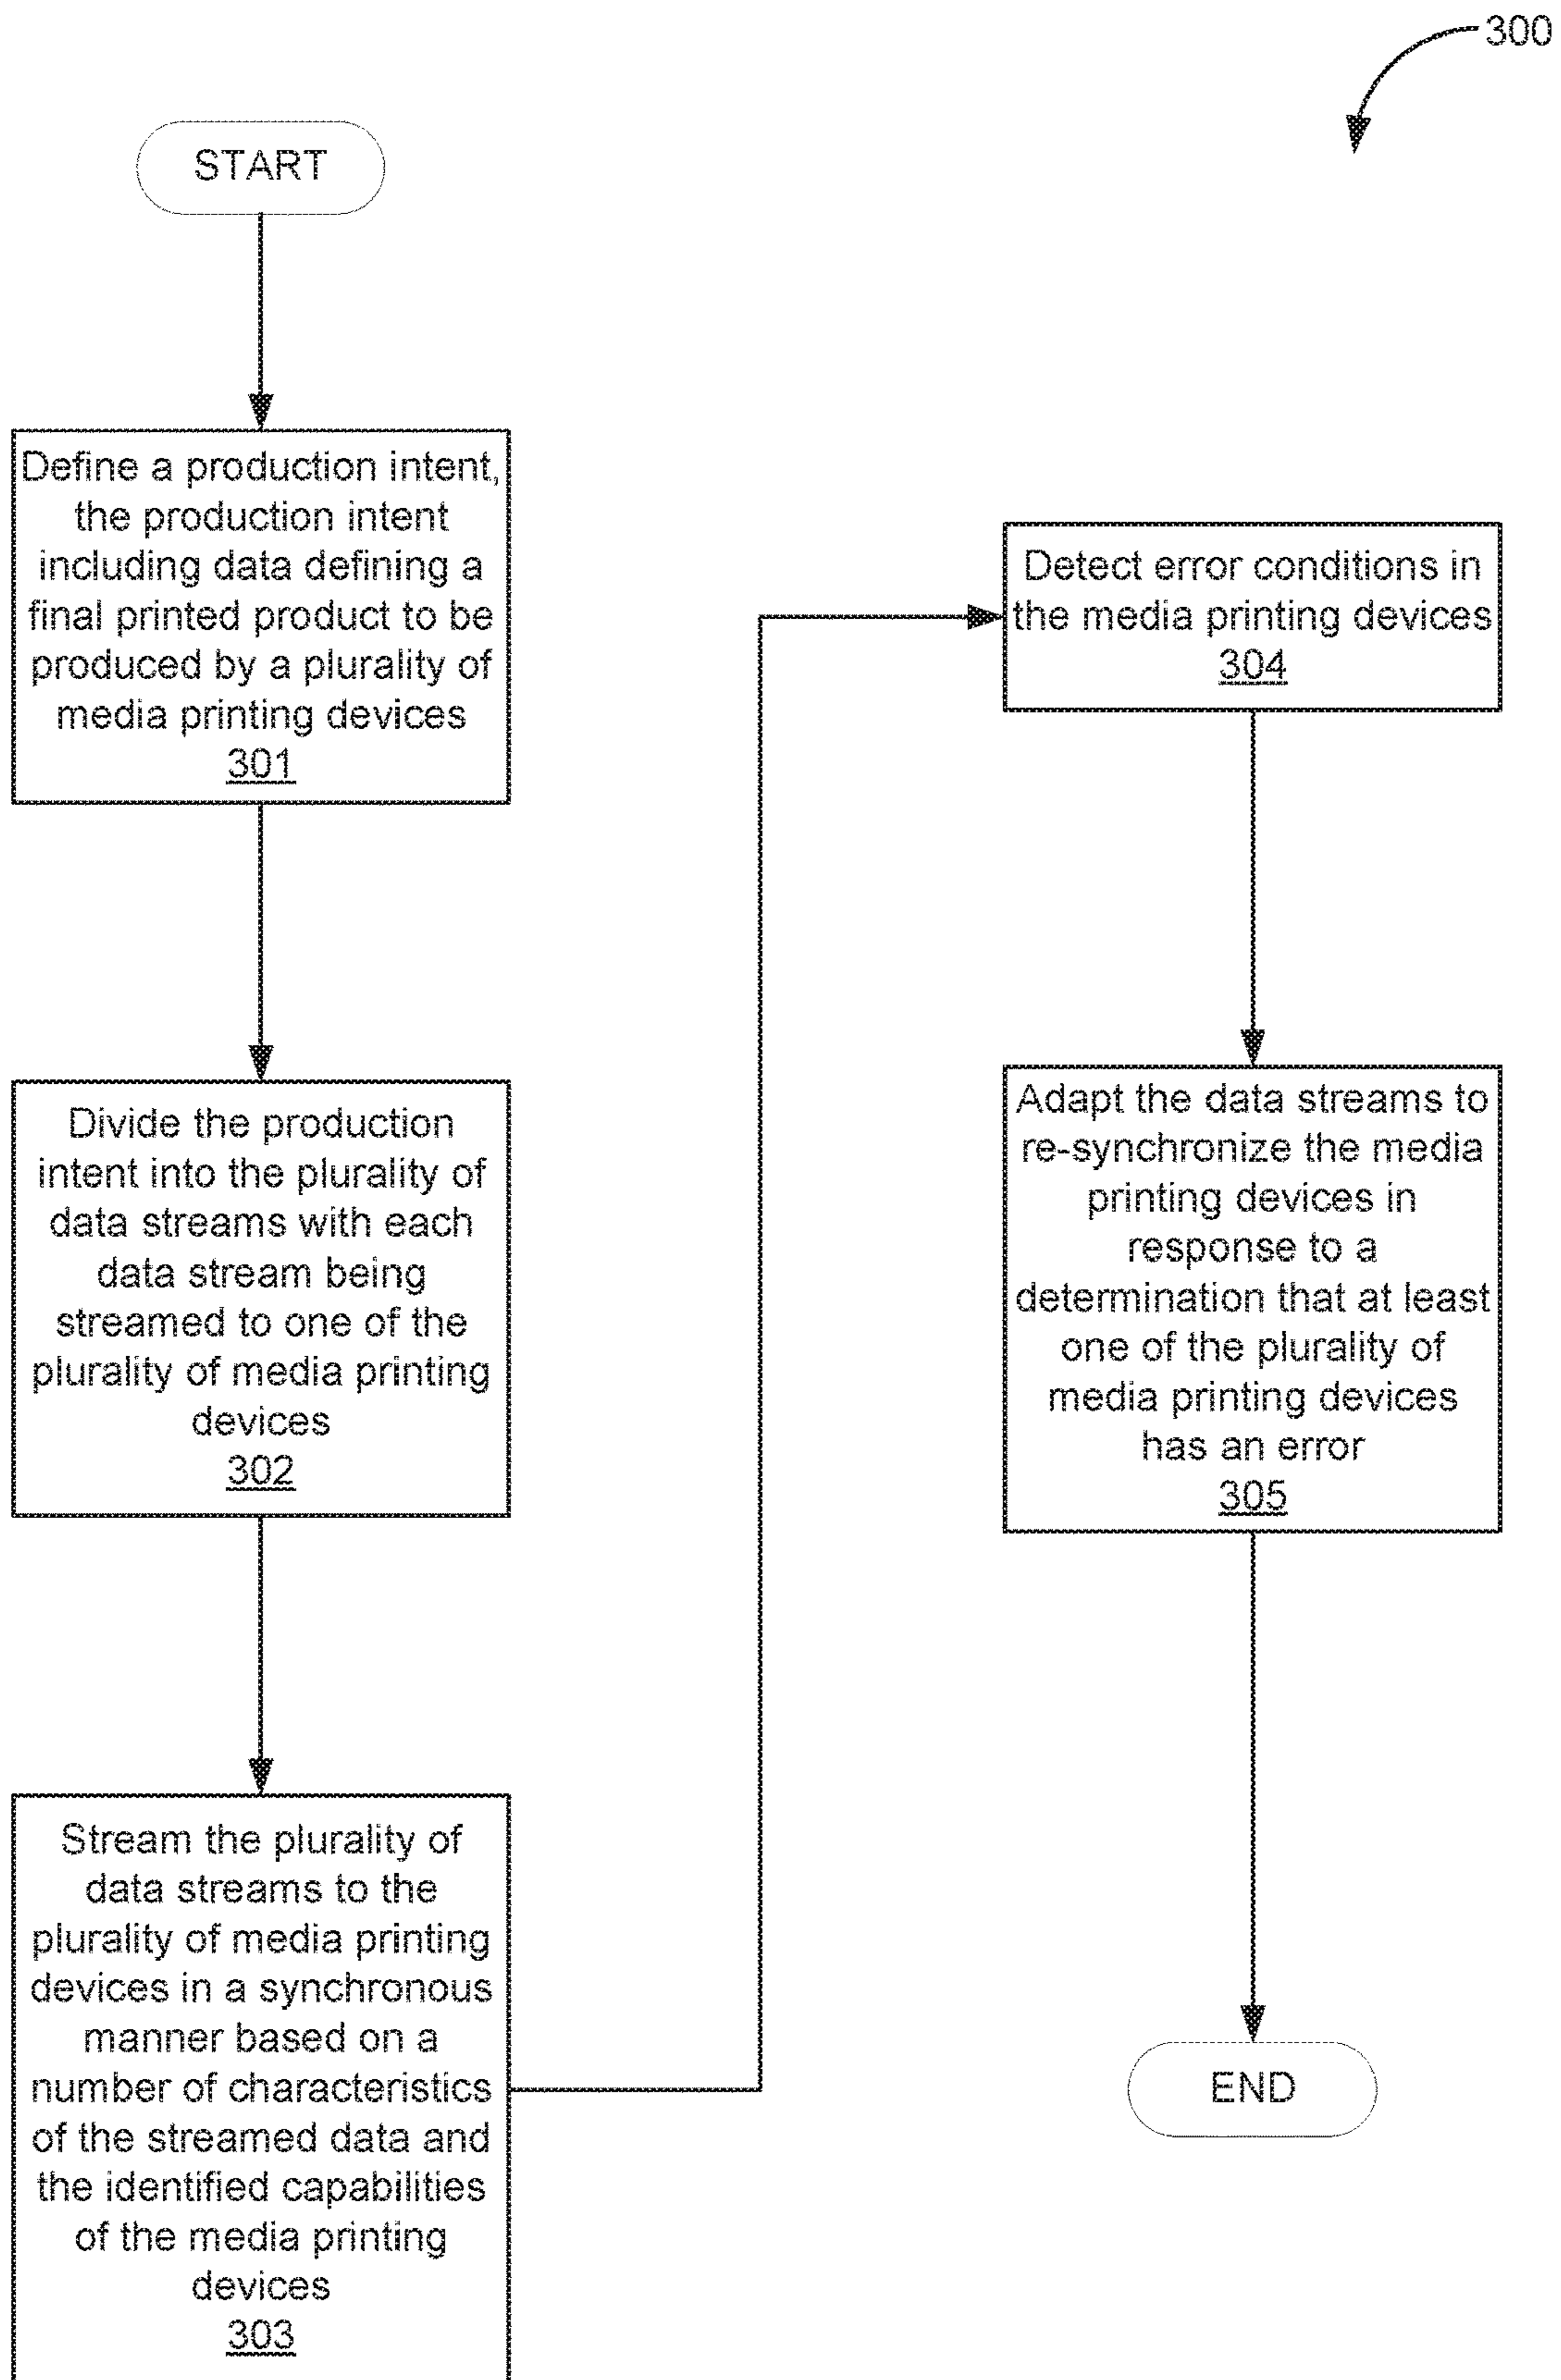 300
START
Define a production intent,
the production intent
including data defining a
final printed product to be
produced by a plurality of
media printing devices
301
Divide the production
intent into the plurality of
data streams with each
data stream being
streamed to one of the
plurality of media printing
devices
302
Stream the plurality of
data streams to the
plurality of media printing
devices in a synchronous
manner based on a
number of characteristics
of the streamed data and
the identified capabilities
of the media printing
devices
303
Detect error conditions in
the media printing devices
304
Adapt the data streams to
re-synchronize the media
printing devices in
response to a
determination that at least
one of the plurality of
media printing devices
has an error
305
END